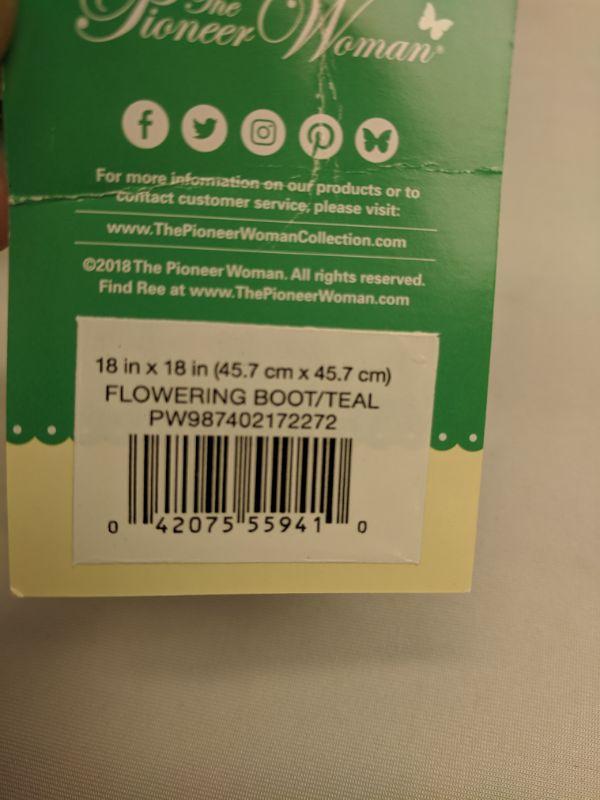 The
Pioneer Woman®
For more information on our products or to
contact customer service, please visit:
www.ThePioneerWomanCollection.com
©2018 The Pioneer Woman. All rights reserved.
Find Ree at www.ThePioneerWoman.com
18 in x 18 in (45.7 cm x 45.7 cm)
FLOWERING BOOT/TEAL
PW987402172272
0 42075 55941 0